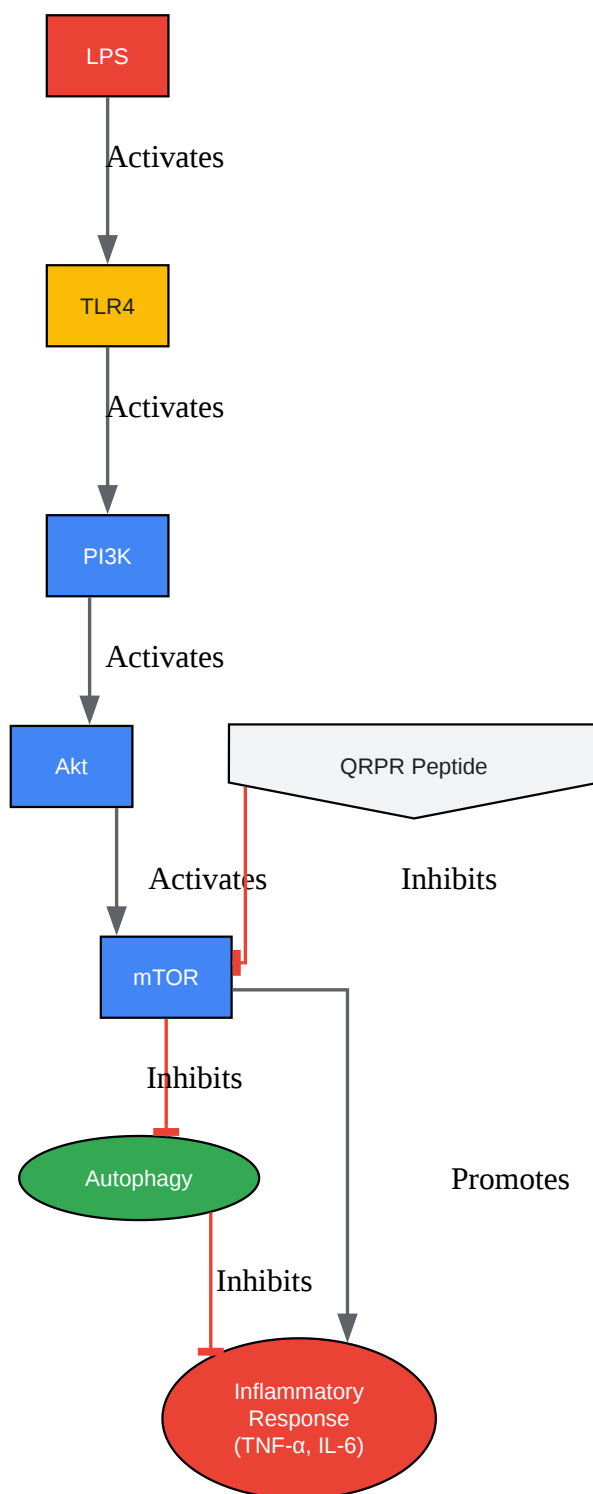 LPS
Activates
TLR4
Activates
PI3K
Activates
Akt
QRPR Peptide
Activates
Inhibits
mTOR
Inhibits
Autophagy
Promotes
Inhibits
Inflammatory
Response
(TNF-α, IL-6)